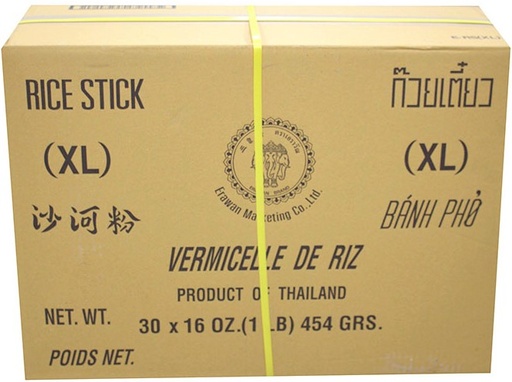 RICE STICK
(XL)
沙河粉
ก๋วยเตี๋ยว
(XL)
BÁNH PHỞ
Erawan Marketing Co., Ltd.
VERMICELLE DE RIZ
PRODUCT OF THAILAND
NET. WT.
30 x 16 OZ.(1 LB) 454 GRS.
POIDS NET.